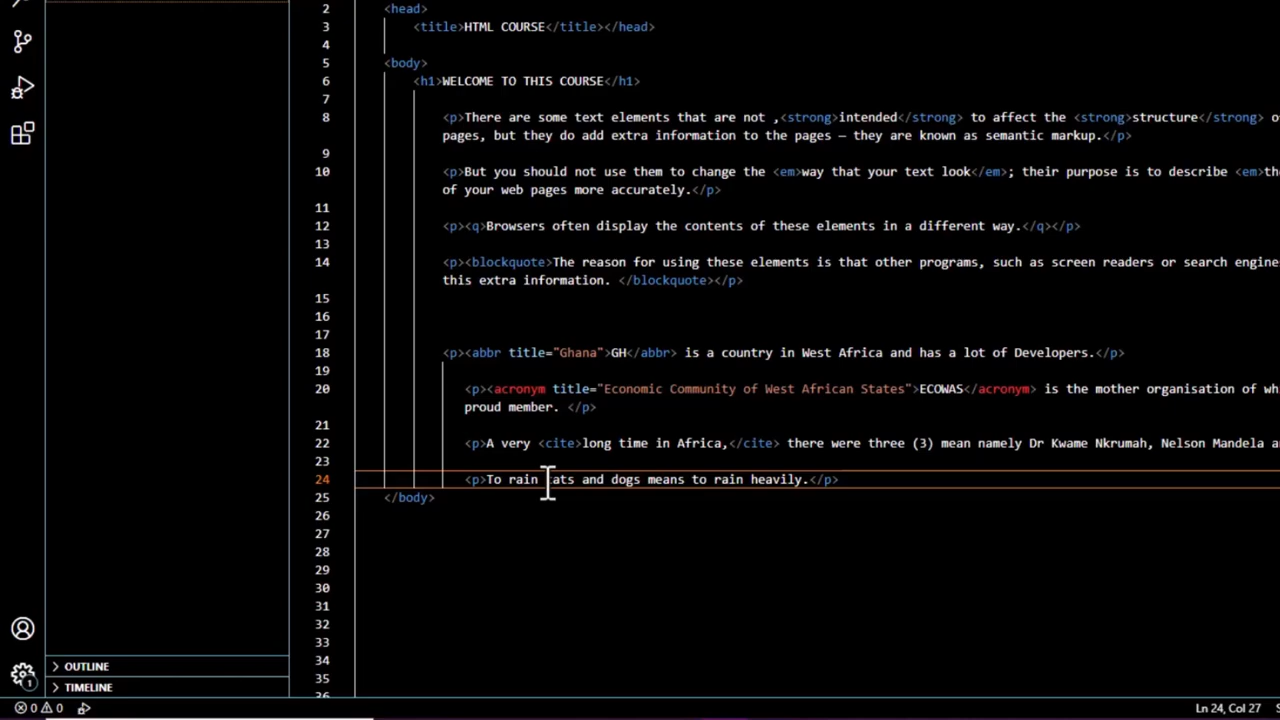 2 <head>
3 <title>HTML COURSE</title></head>
4
5 <body>
6 <h1>WELCOME TO THIS COURSE</h1>
7
8 <p>There are some text elements that are not ,<strong>intended</strong> to affect the <strong>structure</strong> o
pages, but they do add extra information to the pages — they are known as semantic markup.</p>
9
10 <p>But you should not use them to change the <em>way that your text look</em>; their purpose is to describe <em>the
of your web pages more accurately.</p>
11
12 <p><q>Browsers often display the contents of these elements in a different way.</q></p>
13
14 <p><blockquote>The reason for using these elements is that other programs, such as screen readers or search engine
this extra information. </blockquote></p>
15
16
17
18 <p><abbr title="Ghana">GH</abbr> is a country in West Africa and has a lot of Developers.</p>
19
20 <p><acronym title="Economic Community of West African States">ECOWAS</acronym> is the mother organisation of wh
proud member. </p>
21
22 <p>A very <cite>long time in Africa,</cite> there were three (3) mean namely Dr Kwame Nkrumah, Nelson Mandela a
23
24 <p>To rain cats and dogs means to rain heavily.</p>
25 </body>
26
27
28
29
30
31
32
33
34
35
36
OUTLINE
TIMELINE
1
0 0
Ln 24, Col 27